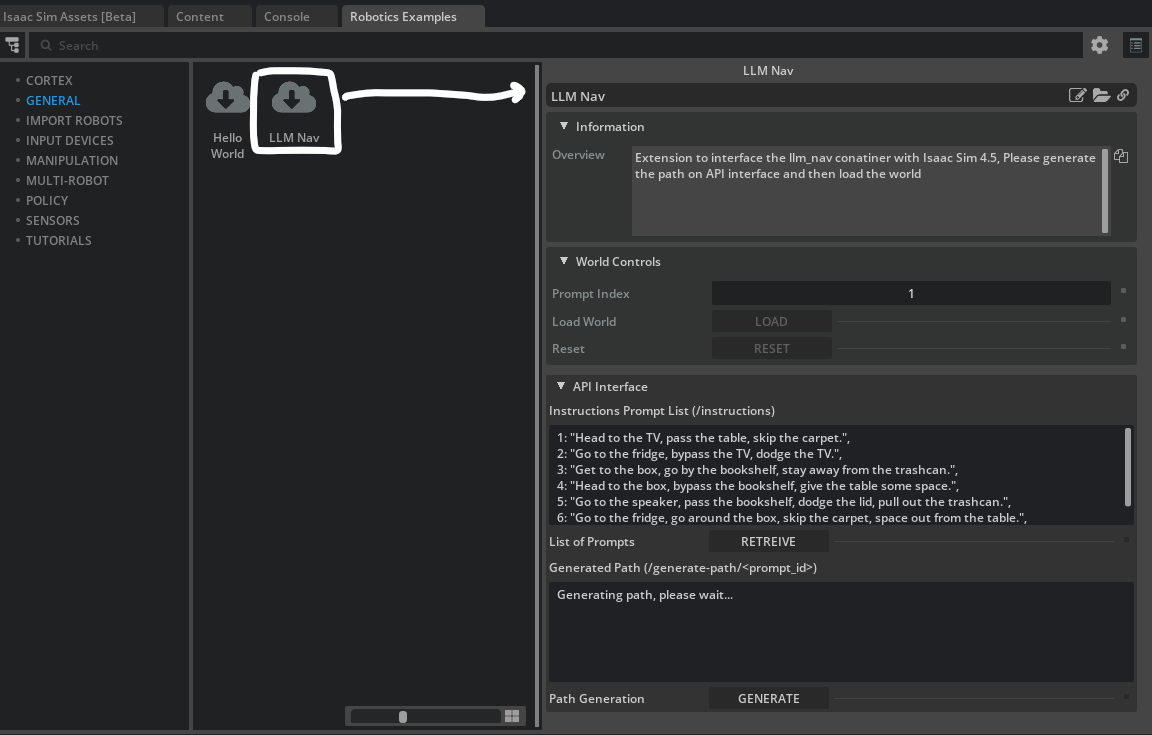 Isaac Sim Assets [Beta]
Content
Console
Robotics Examples
Search
CORTEX
GENERAL
IMPORT ROBOTS
INPUT DEVICES
MANIPULATION
MULTI-ROBOT
POLICY
SENSORS
TUTORIALS
Hello
World
LLM Nav
LLM Nav
LLM Nav
Information
Overview
Extension to interface the llm_nav conatiner with Isaac Sim 4.5, Please generate
the path on API interface and then load the world
World Controls
Prompt Index
1
Load World
LOAD
Reset
RESET
API Interface
Instructions Prompt List (/instructions)
1: "Head to the TV, pass the table, skip the carpet.",
2: "Go to the fridge, bypass the TV, dodge the TV.",
3: "Get to the box, go by the bookshelf, stay away from the trashcan.",
4: "Head to the box, bypass the bookshelf, give the table some space.",
5: "Go to the speaker, pass the bookshelf, dodge the lid, pull out the trashcan.",
6: "Go to the fridge, go around the box, skip the carpet, space out from the table.",
List of Prompts
RETREIVE
Generated Path (/generate-path/<prompt_id>)
Generating path, please wait...
Path Generation
GENERATE